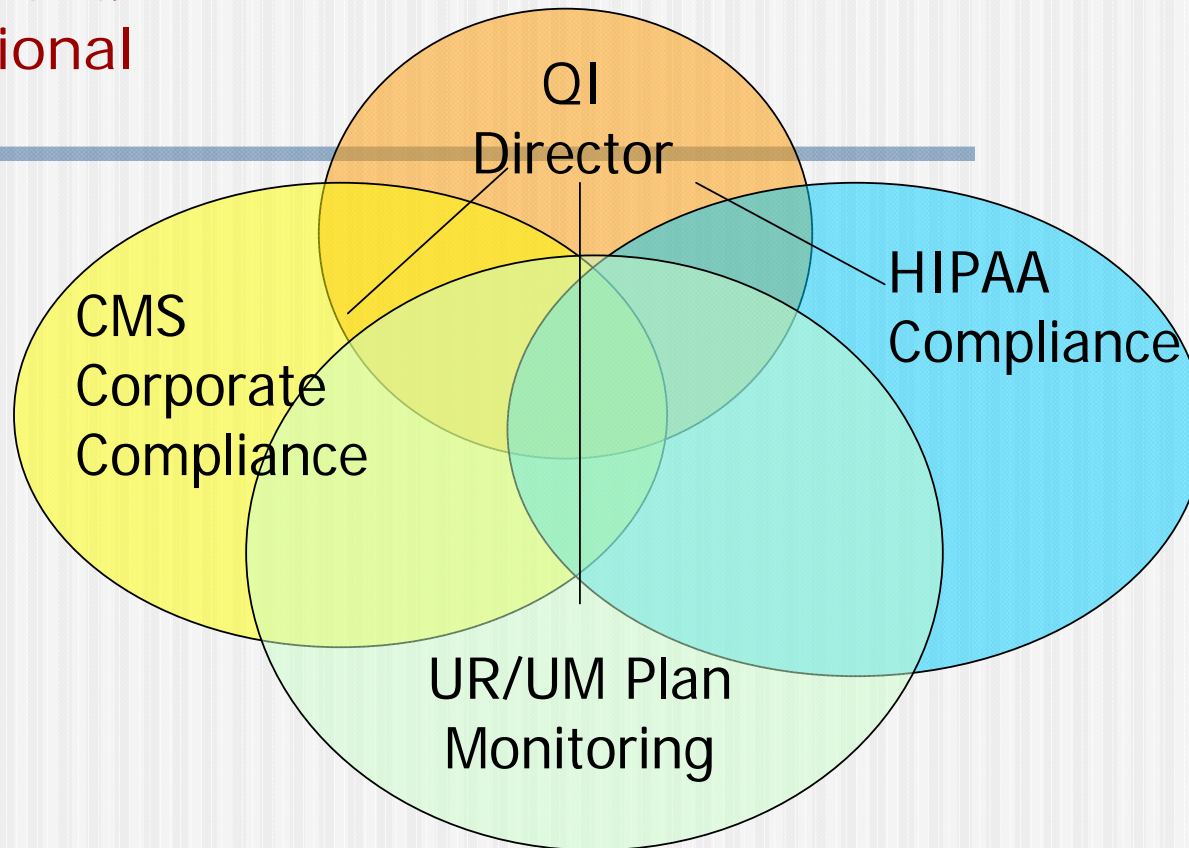 ional
QI
Director
HIPAA
Compliance
CMS
Corporate
Compliance
UR/UM Plan
Monitoring